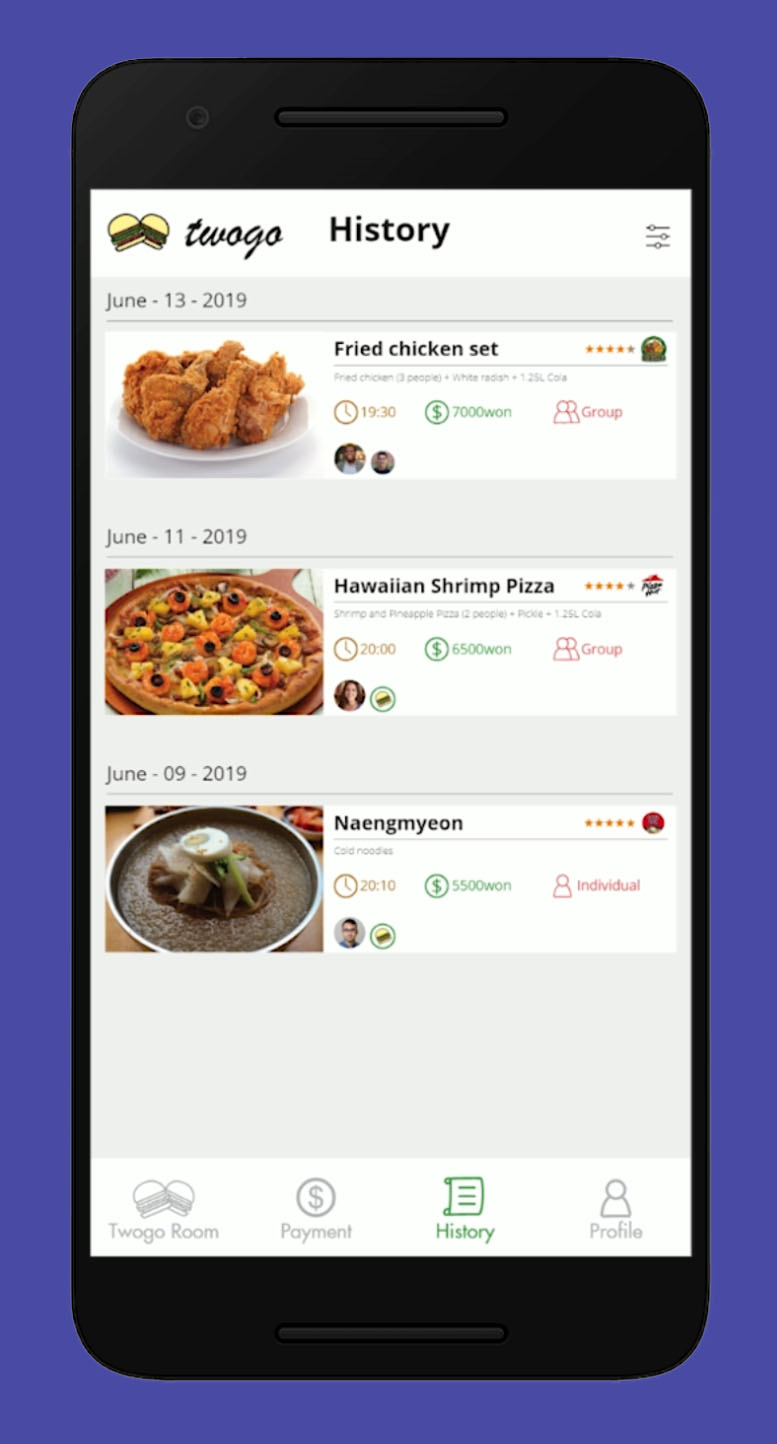 twogo History
June - 13 - 2019
Fried chicken set
Fried chicken (3 people) + White radish + 1.25L Cola
19:30 7000won Group
June - 11 - 2019
Hawaiian Shrimp Pizza
Pizza Hut
Shrimp and Pineapple Pizza (2 people) + Pickle + 1.25L Cola
20:00 6500won Group
June - 09 - 2019
Naengmyeon
Cold noodles
20:10 5500won Individual
Twogo Room Payment History Profile